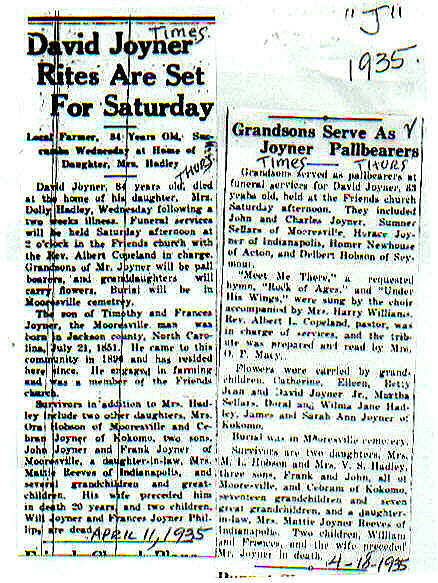 "J"
1935.
Times.
David Joyner
Rites Are Set
For Saturday
Local Farmer, 84 Years Old, Suc-
cumbs Wednesday at Home of
Daughter, Mrs. Hadley
THURS.
David Joyner, 84 years old, died
at the home of his daughter, Mrs.
Dolly Hadley, Wednesday following a
two weeks illness. Funeral services
will be held Saturday afternoon at
2 o'clock in the Friends church with
the Rev. Albert Copeland in charge.
Grandsons of Mr. Joyner will be pall
bearers, and granddaughters will
carry flowers. Burial will be in
Mooresville cemetry.
The son of Timothy and Frances
Joyner, the Mooresville man was
born in Jackson county, North Caro-
lina, July 21, 1851. He came to this
community in 1894 and has resided
here since. He engaged in farming
and was a member of the Friends
church.
Survivors in addition to Mrs. Had-
ley include two other daughters, Mrs.
Oral Hobson of Mooresville and Ce-
bran Joyner of Kokomo, two sons,
John Joyner and Frank Joyner of
Mooresville, a daughter-in-law, Mrs.
Mattie Reeves of Indianapolis, and
several grandchildren and great-
children. His wife preceded him
in death 20 years, and two children,
Will Joyner and Frances Joyner Phil-
lips, are dead.
APRIL 11, 1935
Grandsons Serve As
Joyner Pallbearers
Times THURS
Grandsons served as pallbearers at
funeral services for David Joyner, 83
years old, held at the Friends church
Saturday afternoon. They included
John and Charles Joyner, Sumner
Sellars of Mooresville, Horace Joy-
ner of Indianapolis, Homer Newhouse
of Acton, and Delbert Hobson of Sey-
mour.
"Meet Me There," a requested
hymn, "Rock of Ages," and "Under
His Wings," were sung by the choir
accompanied by Mrs. Harry Williams.
Rev. Albert L. Copeland, pastor, was
in charge of services, and the trib-
ute was prepared and read by Mrs.
O. P. Macy.
Flowers were carried by grand-
children, Catherine, Eileen, Betty
Jean and David Joyner Jr., Martha
Sellars, Doral and Wilma Jane Had-
ley, James and Sarah Ann Joyner of
Kokomo.
Burial was in Mooresville cemetery.
Survivors are two daughters, Mrs.
M. L. Hobson and Mrs. V. S. Hadley,
three sons, Frank and John, all of
Mooresville, and Cebran of Kokomo,
seventeen grandchildren and seven
great grandchildren, and a daughter-
in-law, Mrs. Mattie Joyner Reeves of
Indianapolis. Two children, William
and Frances, and the wife preceded
Mr. Joyner in death.
4-18-1935